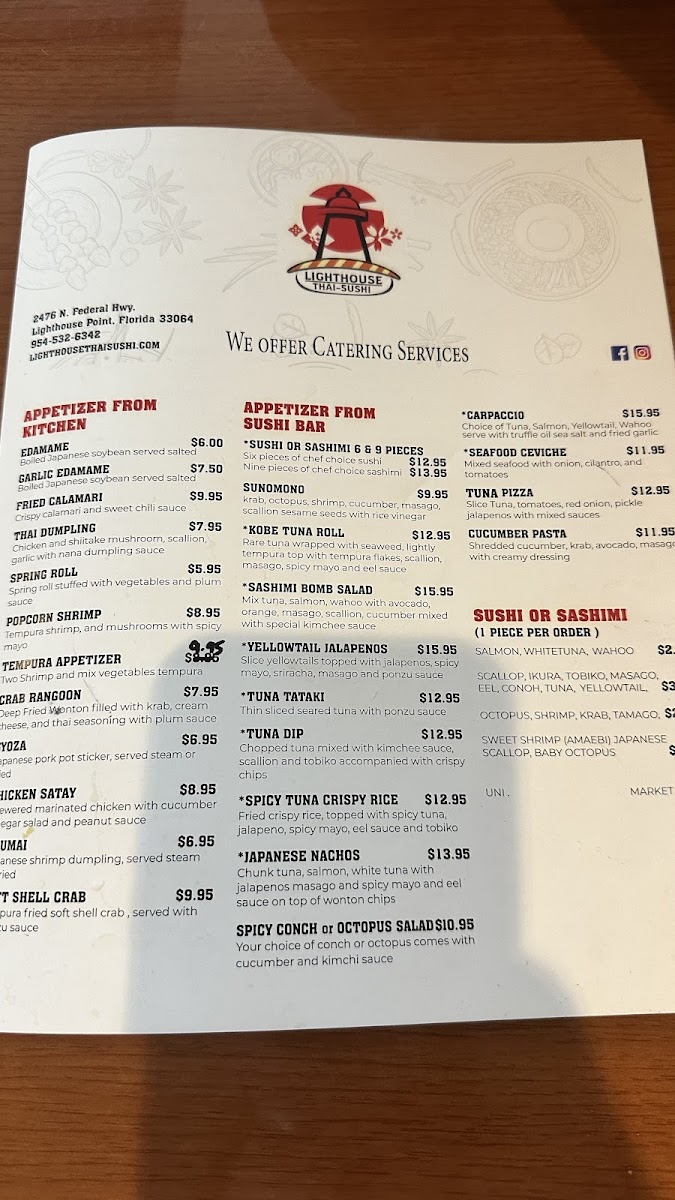 LIGHTHOUSE
THAI-SUSHI
2476 N. Federal Hwy.
Lighthouse Point, Florida 33064
954-532-6342
LIGHTHOUSETHAISUSHI.COM
WE OFFER CATERING SERVICES
APPETIZER FROM
KITCHEN
EDAMAME $6.00
Boiled Japanese soybean served salted
GARLIC EDAMAME $7.50
Boiled Japanese soybean served salted
FRIED CALAMARI $9.95
Crispy calamari and sweet chili sauce
THAI DUMPLING $7.95
Chicken and shiitake mushroom, scallion,
garlic with nana dumpling sauce
SPRING ROLL $5.95
Spring roll stuffed with vegetables and plum
sauce
POPCORN SHRIMP $8.95
Tempura shrimp, and mushrooms with spicy
mayo
9.95
TEMPURA APPETIZER
Two Shrimp and mix vegetables tempura
CRAB RANGOON $7.95
Deep Fried Wonton filled with krab, cream
cheese, and thai seasoning with plum sauce
YOZA $6.95
apanese pork pot sticker, served steam or
ied
HICKEN SATAY $8.95
ewered marinated chicken with cucumber
egar salad and peanut sauce
UMAI $6.95
anese shrimp dumpling, served steam
ried
FT SHELL CRAB $9.95
pura fried soft shell crab , served with
zu sauce
APPETIZER FROM
SUSHI BAR
*SUSHI OR SASHIMI 6 & 9 PIECES
Six pieces of chef choice sushi $12.95
Nine pieces of chef choice sashimi $13.95
SUNOMONO $9.95
krab, octopus, shrimp, cucumber, masago,
scallion sesame seeds with rice vinegar
*KOBE TUNA ROLL $12.95
Rare tuna wrapped with seaweed, lightly
tempura top with tempura flakes, scallion,
masago, spicy mayo and eel sauce
*SASHIMI BOMB SALAD $15.95
Mix tuna, salmon, wahoo with avocado,
orange, masago, scallion, cucumber mixed
with special kimchee sauce
*YELLOWTAIL JALAPENOS $15.95
Slice yellowtails topped with jalapenos, spicy
mayo, sriracha, masago and ponzu sauce
*TUNA TATAKI $12.95
Thin sliced seared tuna with ponzu sauce
*TUNA DIP $12.95
Chopped tuna mixed with kimchee sauce,
scallion and tobiko accompanied with crispy
chips
*SPICY TUNA CRISPY RICE $12.95
Fried crispy rice, topped with spicy tuna,
jalapeno, spicy mayo, eel sauce and tobiko
*JAPANESE NACHOS $13.95
Chunk tuna, salmon, white tuna with
jalapenos masago and spicy mayo and eel
sauce on top of wonton chips
SPICY CONCH or OCTOPUS SALAD $10.95
Your choice of conch or octopus comes with
cucumber and kimchi sauce
*CARPACCIO $15.95
Choice of Tuna, Salmon, Yellowtail, Wahoo
serve with truffle oil sea salt and fried garlic
*SEAFOOD CEVICHE $11.95
Mixed seafood with onion, cilantro, and
tomatoes
TUNA PIZZA $12.95
Slice Tuna, tomatoes, red onion, pickle
jalapenos with mixed sauces
CUCUMBER PASTA $11.95
Shredded cucumber, krab, avocado, masago
with creamy dressing
SUSHI OR SASHIMI
(1 PIECE PER ORDER )
SALMON, WHITETUNA, WAHOO $2.
SCALLOP, IKURA, TOBIKO, MASAGO,
EEL, CONOH, TUNA, YELLOWTAIL, $3
OCTOPUS, SHRIMP, KRAB, TAMAGO, $2
SWEET SHRIMP (AMAEBI) JAPANESE
SCALLOP, BABY OCTOPUS $
UNI . MARKET